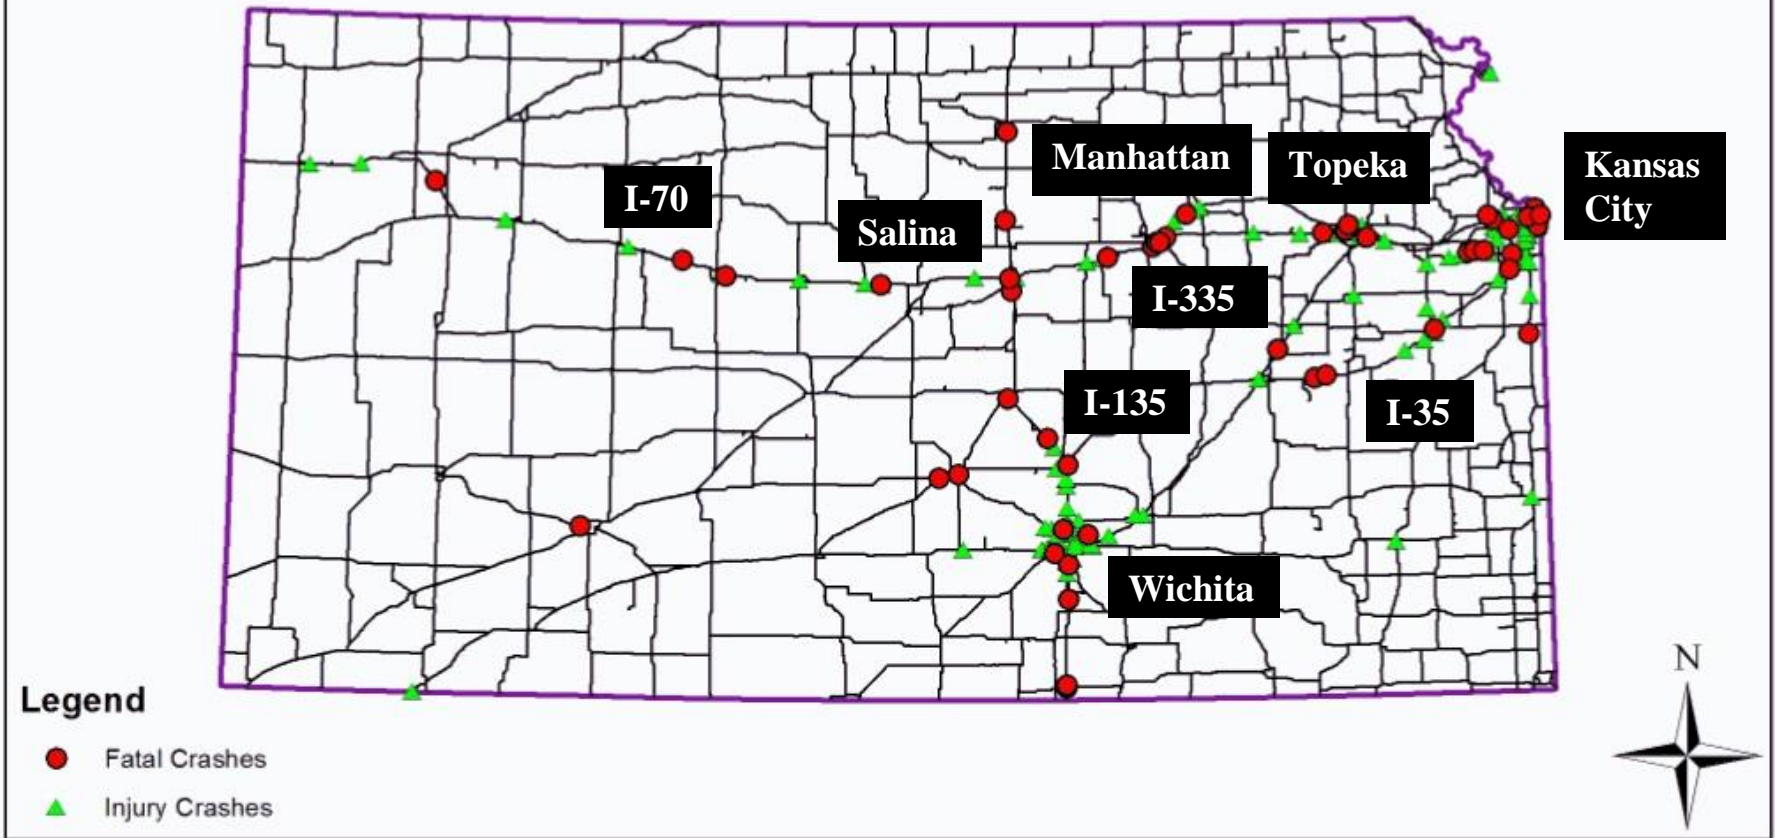 Manhattan
Topeka
Kansas
City
I-70
Salina
I-335
I-135
I-35
Wichita
N
Legend
Fatal Crashes
Injury Crashes